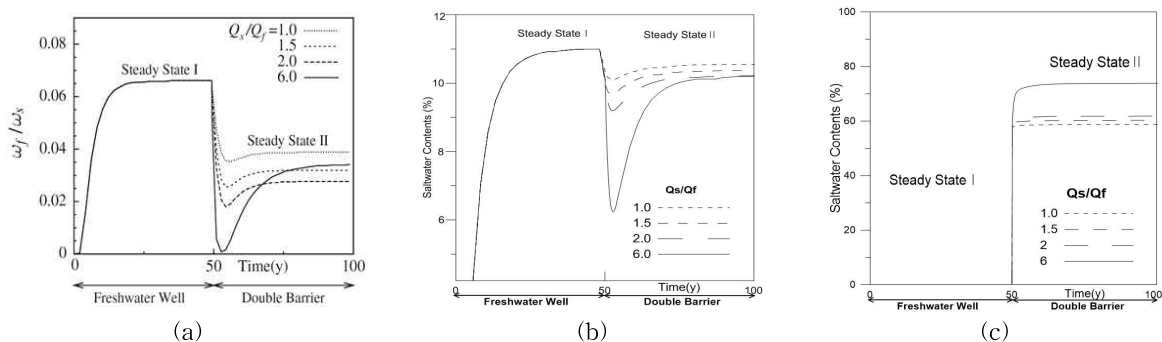 0.08
0.06
0.04
0.02
0
ω_f/ω_s
Q_s/Q_f=1.0
1.5
2.0
6.0
Steady State I
Steady State II
0
50
100
Time(y)
Freshwater Well
Double Barrier
(a)
12
10
8
6
Saltwater Contents (%)
Steady State I
Steady State II
Qs/Qf
1.0
1.5
2.0
6.0
0
50
100
Time(y)
Freshwater Well
Double Barrier
(b)
100
80
60
40
20
0
Saltwater Contents (%)
Steady State II
Steady State I
Qs/Qf
1.0
1.5
2
6
0
50
100
Time(y)
Freshwater Well
Double Barrier
(c)